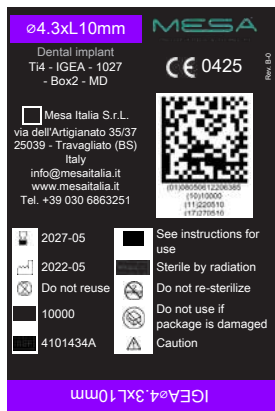 ⌀4.3xL10mm
MESA
Dental implant
Ti4 - IGEA - 1027
- Box2 - MD
CE 0425
Rev. B-0
Mesa Italia S.r.L.
via dell'Artigianato 35/37
25039 - Travagliato (BS)
Italy
info@mesaitalia.it
www.mesaitalia.it
Tel. +39 030 6863251
(01)08050612206385
(10)10000
(11)220510
(17)270510
2027-05
See instructions for
use
2022-05
Sterile by radiation
Do not reuse
Do not re-sterilize
10000
Do not use if
package is damaged
4101434A
Caution
IGEA⌀4.3xL10mm